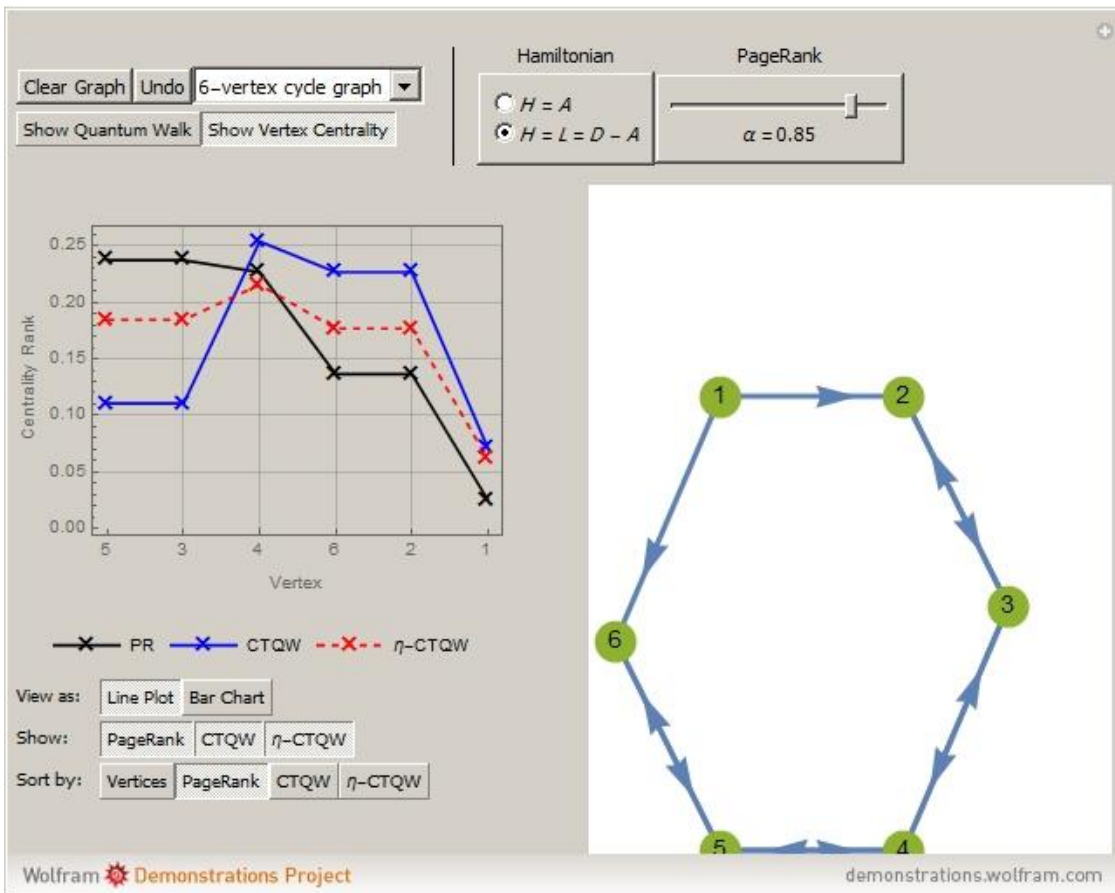 Hamiltonian PageRank
Clear Graph Undo 6-vertex cycle graph
H = A
Show Quantum Walk Show Vertex Centrality
H = L = D - A α = 0.85
0.25
0.20
0.15
0.10
0.05
0.00
Centrality Rank
5 3 4 6 2 1
Vertex
PR CTQW η-CTQW
View as: Line Plot Bar Chart
Show: PageRank CTQW η-CTQW
Sort by: Vertices PageRank CTQW η-CTQW
1 2
3
6
5 4
Wolfram Demonstrations Project demonstrations.wolfram.com